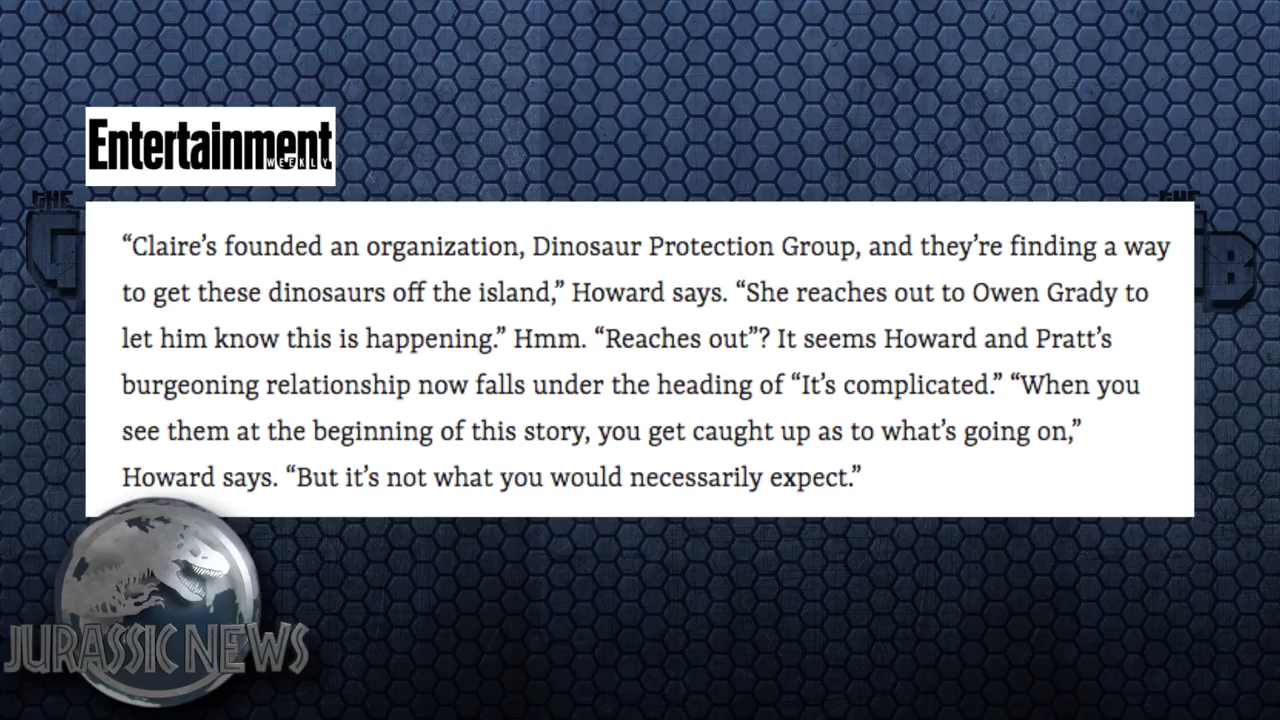 Entertainment
WEEKLY
THE
THE
“Claire’s founded an organization, Dinosaur Protection Group, and they’re finding a way
to get these dinosaurs off the island,” Howard says. “She reaches out to Owen Grady to
let him know this is happening.” Hmm. “Reaches out”? It seems Howard and Pratt’s
burgeoning relationship now falls under the heading of “It’s complicated.” “When you
see them at the beginning of this story, you get caught up as to what’s going on,”
Howard says. “But it’s not what you would necessarily expect.”
JURASSIC NEWS